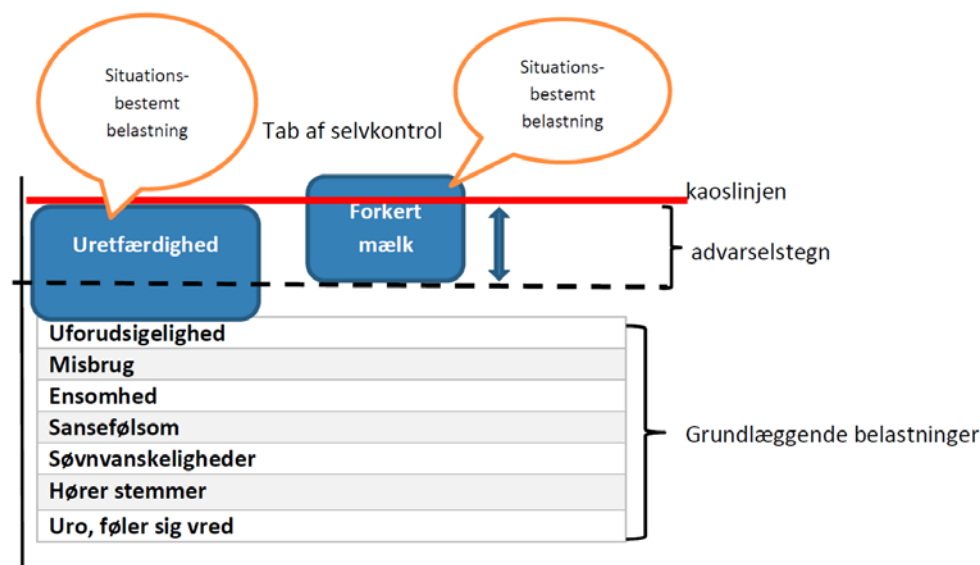 Situations-
bestemt
belastning
Situations-
bestemt
belastning
Tab af selvkontrol
kaoslinjen
Forkert
mælk
Uretfærdighed
advarselstegn
Uforudsigelighed
Misbrug
Ensomhed
Sansefølsom
Søvnvanskeligheder
Hører stemmer
Uro, føler sig vred
Grundlæggende belastninger